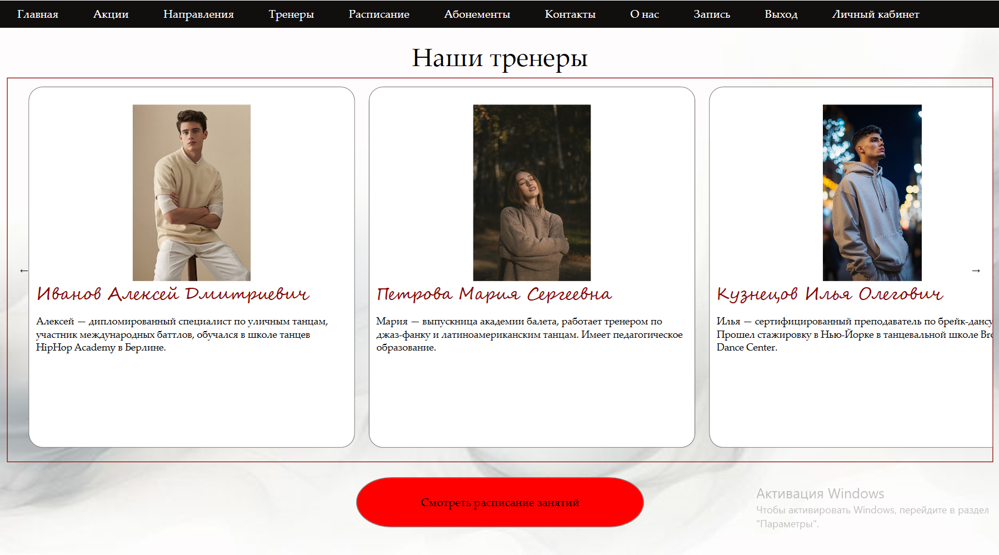 Главная Акции Направления Тренеры Расписание Абонементы Контакты О нас Запись Выход Личный кабинет
Наши тренеры
← →
Иванов Алексей Дмитриевич
Алексей — дипломированный специалист по уличным танцам,
участник международных баттлов, обучался в школе танцев
HipHop Academy в Берлине.
Петрова Мария Сергеевна
Мария — выпускница академии балета, работает тренером по
джаз-фанку и латиноамериканским танцам. Имеет педагогическое
образование.
Кузнецов Илья Олегович
Илья — сертифицированный преподаватель по брейк-дансу
Прошел стажировку в Нью-Йорке в танцевальной школе
Dance Center.
Смотреть расписание занятий
Активация Windows
Чтобы активировать Windows, перейдите в раздел
"Параметры".